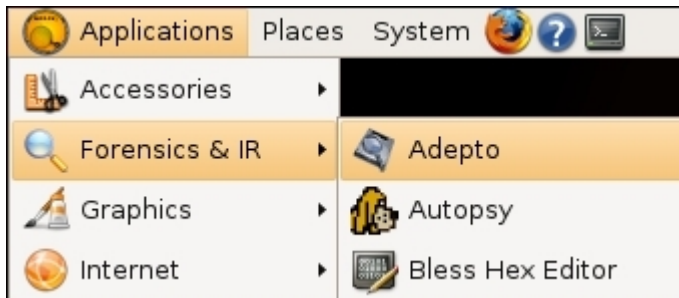 Applications Places System
Accessories
Forensics & IR
Adepto
Graphics
Autopsy
Internet
Bless Hex Editor